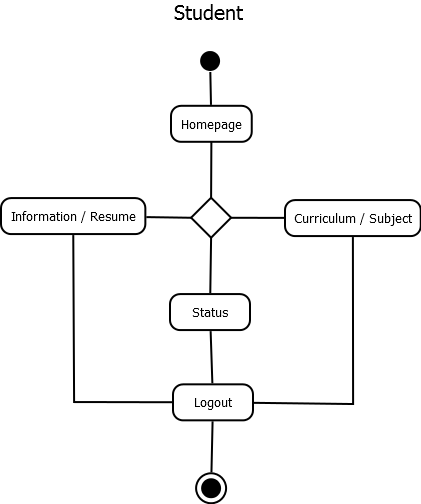 Student
Homepage
Information / Resume
Curriculum / Subject
Status
Logout